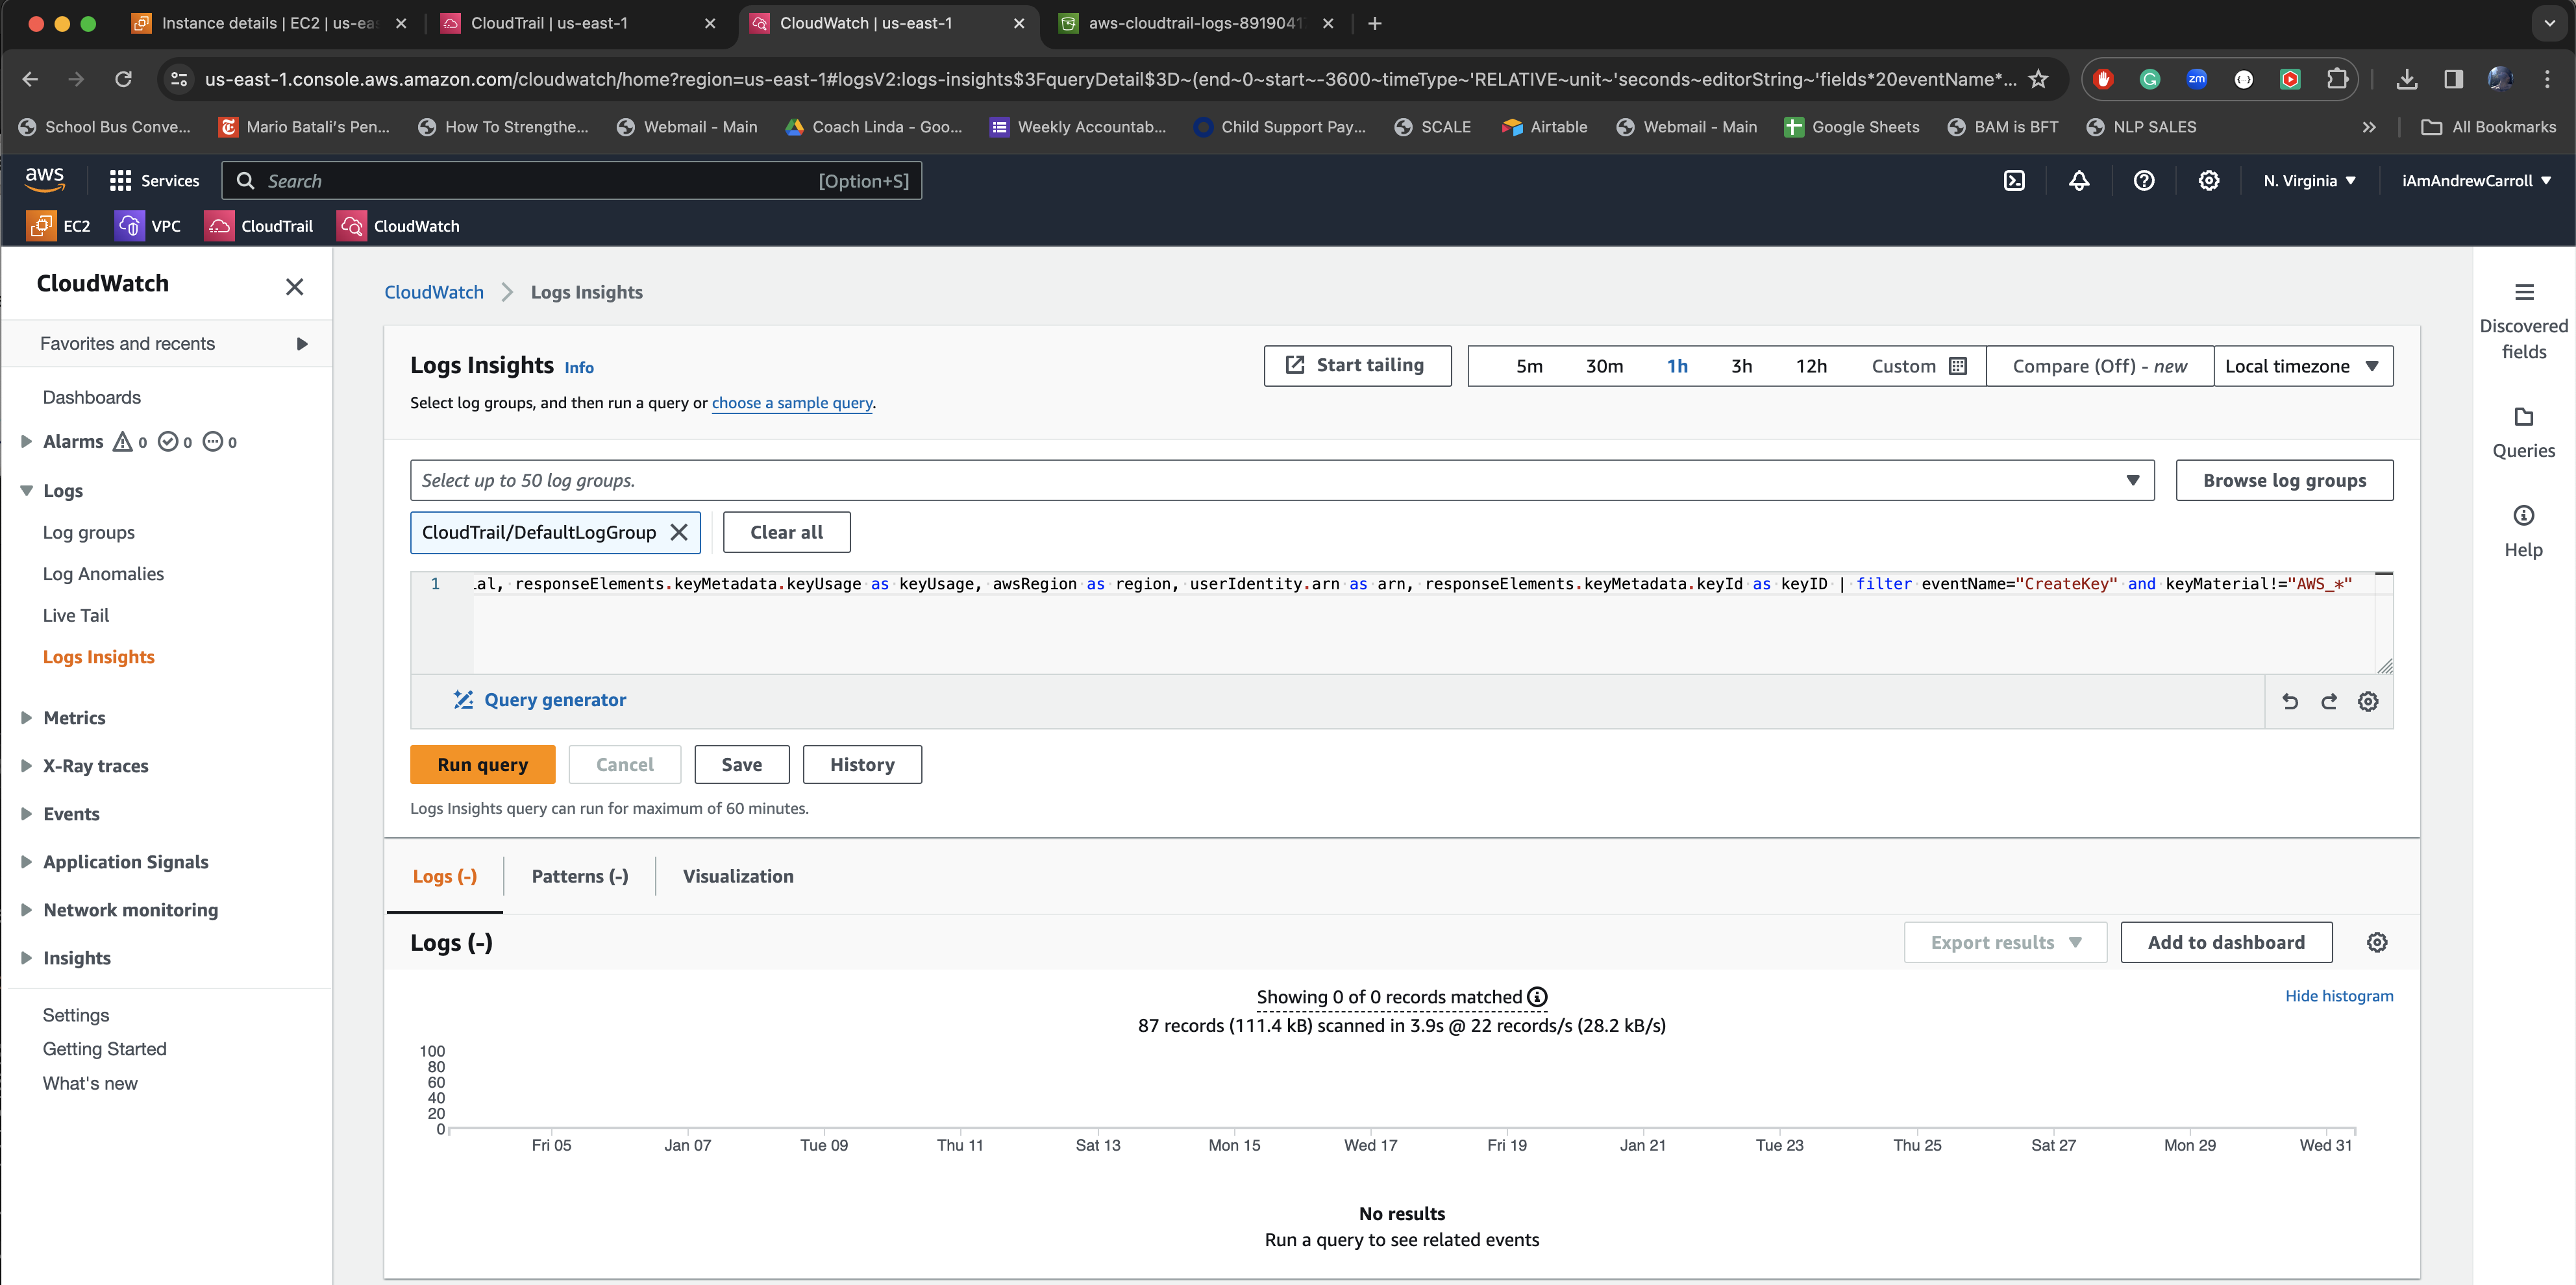 Instance details | EC2 | us-eas
CloudTrail | us-east-1
CloudWatch | us-east-1
aws-cloudtrail-logs-8919041
us-east-1.console.aws.amazon.com/cloudwatch/home?region=us-east-1#logsV2:logs-insights$3FqueryDetail$3D~(end~0~start~-3600~timeType~'RELATIVE~unit~'seconds~editorString~'fields*20eventName*...
zm
School Bus Conve...
Mario Batali's Pen...
How To Strengthe...
Webmail - Main
Coach Linda - Goo...
Weekly Accountab...
Child Support Pay...
SCALE
Airtable
Webmail - Main
Google Sheets
BAM is BFT
NLP SALES
All Bookmarks
aws
Services
Search
[Option+S]
N. Virginia
iAmAndrewCarroll
EC2
VPC
CloudTrail
CloudWatch
CloudWatch
Favorites and recents
Dashboards
Alarms 0 0 0
Logs
Log groups
Log Anomalies
Live Tail
Logs Insights
Metrics
X-Ray traces
Events
Application Signals
Network monitoring
Insights
Settings
Getting Started
What's new
CloudWatch > Logs Insights
Logs Insights Info
Start tailing
5m 30m 1h 3h 12h Custom
Compare (Off) - new
Local timezone
Select log groups, and then run a query or choose a sample query.
Select up to 50 log groups.
Browse log groups
CloudTrail/DefaultLogGroup
Clear all
1 ial, responseElements.keyMetadata.keyUsage as keyUsage, awsRegion as region, userIdentity.arn as arn, responseElements.keyMetadata.keyId as keyID | filter eventName="CreateKey" and keyMaterial!="AWS_*"
Query generator
Run query
Cancel
Save
History
Logs Insights query can run for maximum of 60 minutes.
Logs (-)
Patterns (-)
Visualization
Logs (-)
Export results
Add to dashboard
Showing 0 of 0 records matched
Hide histogram
87 records (111.4 kB) scanned in 3.9s @ 22 records/s (28.2 kB/s)
100
80
60
40
20
0
Fri 05 Jan 07 Tue 09 Thu 11 Sat 13 Mon 15 Wed 17 Fri 19 Jan 21 Tue 23 Thu 25 Sat 27 Mon 29 Wed 31
No results
Run a query to see related events
Discovered
fields
Queries
Help